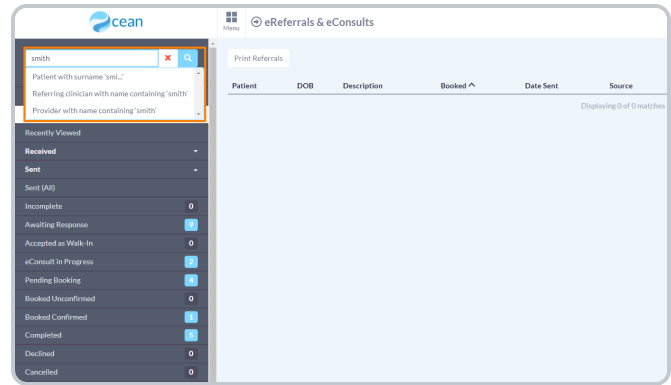 cean
Menu
eReferrals & eConsults
smith
Patient with surname 'smi...'
Referring clinician with name containing 'smith'
Provider with name containing 'smith'
Recently Viewed
Received
Sent
Sent (All)
Incomplete 0
Awaiting Response 9
Accepted as Walk-In 0
eConsult in Progress 2
Pending Booking 4
Booked Unconfirmed 0
Booked Confirmed 1
Completed 5
Declined 0
Cancelled 0
Print Referrals
Patient DOB Description Booked Date Sent Source
Displaying 0 of 0 matches